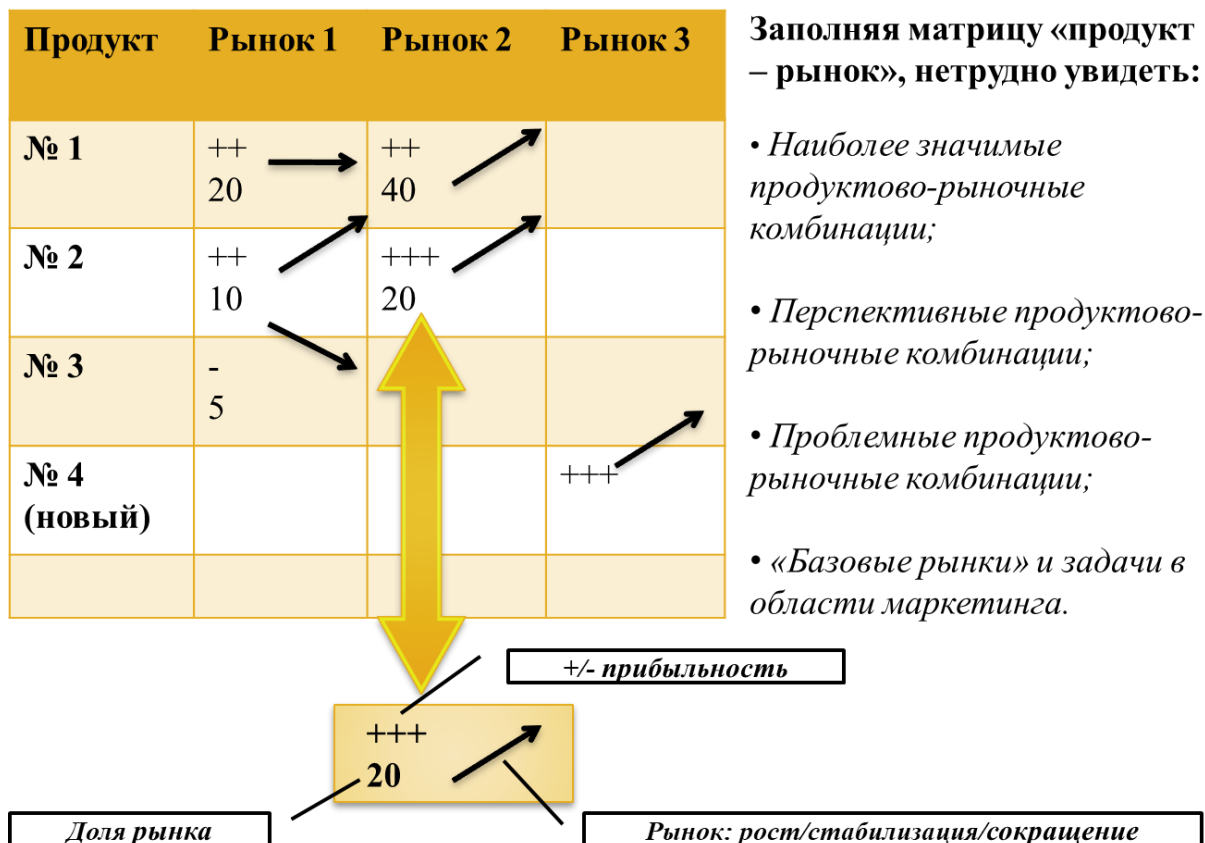 Продукт Рынок 1 Рынок 2 Рынок 3
№ 1 ++ ++
20 40
№ 2 ++ +++
10 20
№ 3 -
5
№ 4 +++
(новый)
Заполняя матрицу «продукт
– рынок», нетрудно увидеть:
• Наиболее значимые
продуктово-рыночные
комбинации;
• Перспективные продуктово-
рыночные комбинации;
• Проблемные продуктово-
рыночные комбинации;
• «Базовые рынки» и задачи в
области маркетинга.
+/- прибыльность
+++
20
Доля рынка
Рынок: рост/стабилизация/сокращение